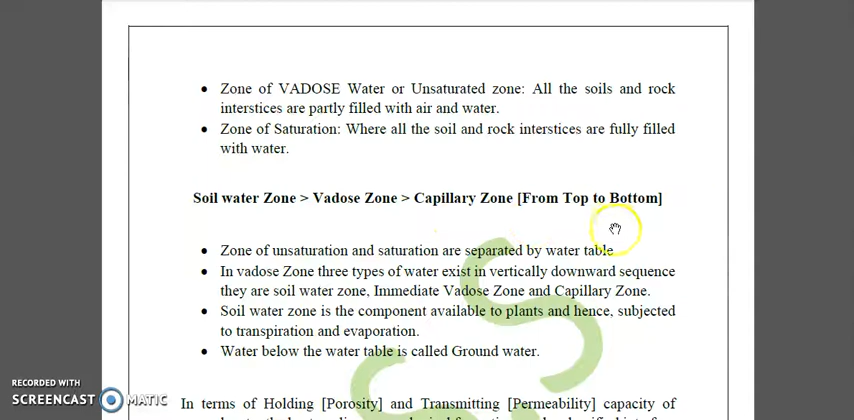 Zone of VADOSE Water or Unsaturated zone: All the soils and rock
interstices are partly filled with air and water.
Zone of Saturation: Where all the soil and rock interstices are fully filled
with water.
Soil water Zone > Vadose Zone > Capillary Zone [From Top to Bottom]
Zone of unsaturation and saturation are separated by water table
In vadose Zone three types of water exist in vertically downward sequence
they are soil water zone, Immediate Vadose Zone and Capillary Zone.
Soil water zone is the component available to plants and hence, subjected
to transpiration and evaporation.
Water below the water table is called Ground water.
In terms of Holding [Porosity] and Transmitting [Permeability] capacity of
RECORDED WITH
SCREENCAST MATIC